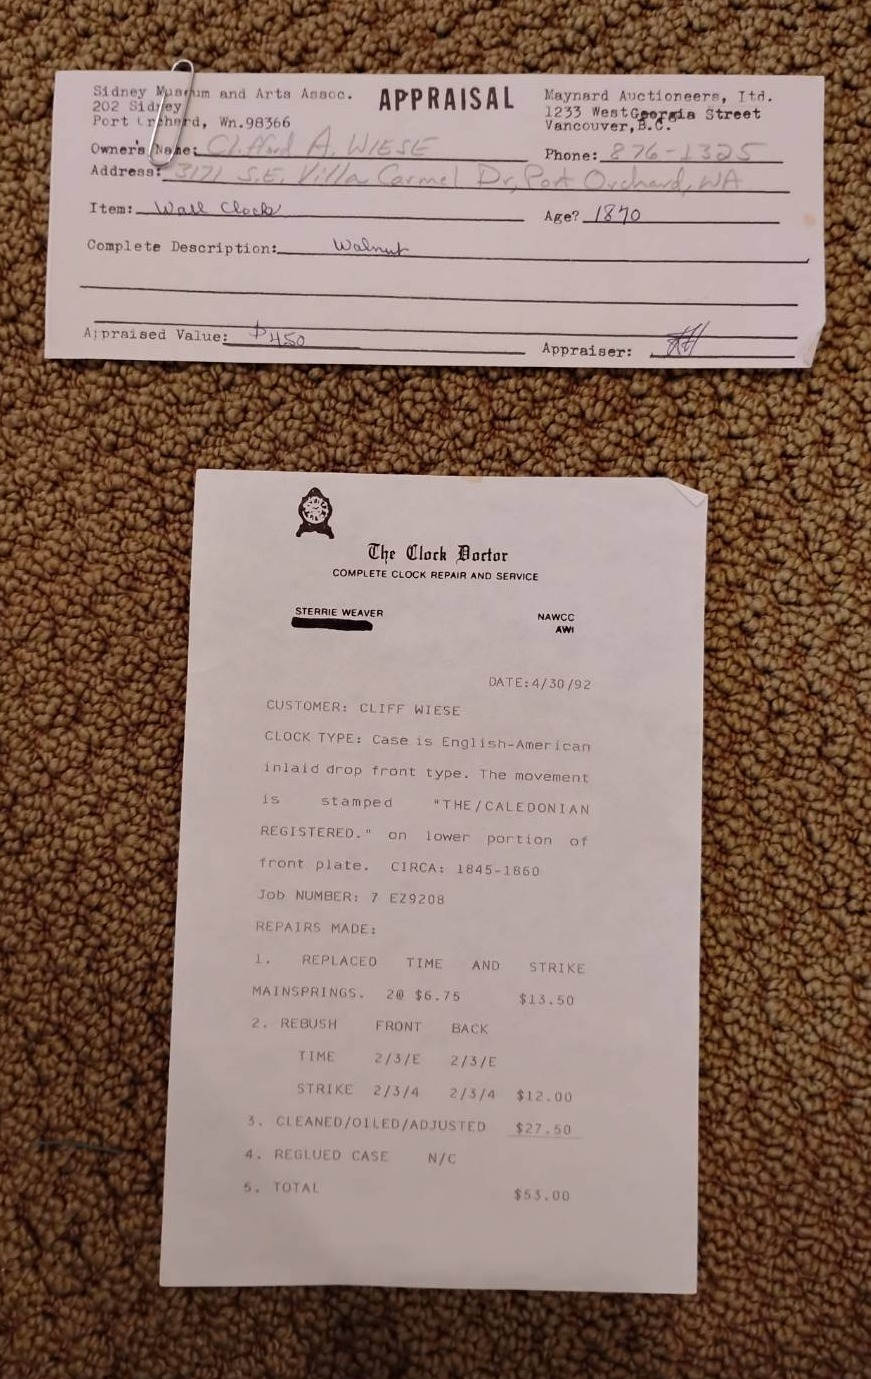 Sidney Museum and Arts Assoc.
202 Sidney
Port Orchard, Wn.98366
APPRAISAL
Maynard Auctioneers, Ltd.
1233 West Georgia Street
Vancouver, B.C.
Owner's Name: Clifford A. WIESE
Phone: 876-1325
Address: 3171 S.E. Villa Carmel Dr, Port Orchard, WA
Item: Wall Clock
Age? 1870
Complete Description: Walnut
Appraised Value: $450
Appraiser:
The Clock Doctor
COMPLETE CLOCK REPAIR AND SERVICE
STERRIE WEAVER
NAWCC
AWI
DATE:4/30/92
CUSTOMER: CLIFF WIESE
CLOCK TYPE: Case is English-American
inlaid drop front type. The movement
is stamped "THE/CALEDONIAN
REGISTERED." on lower portion of
front plate. CIRCA: 1845-1860
Job NUMBER: 7 EZ9208
REPAIRS MADE:
1. REPLACED TIME AND STRIKE
MAINSPRINGS. 2@ $6.75 $13.50
2. REBUSH FRONT BACK
TIME 2/3/E 2/3/E
STRIKE 2/3/4 2/3/4 $12.00
3. CLEANED/OILED/ADJUSTED $27.50
4. REGLUED CASE N/C
5. TOTAL $53.00